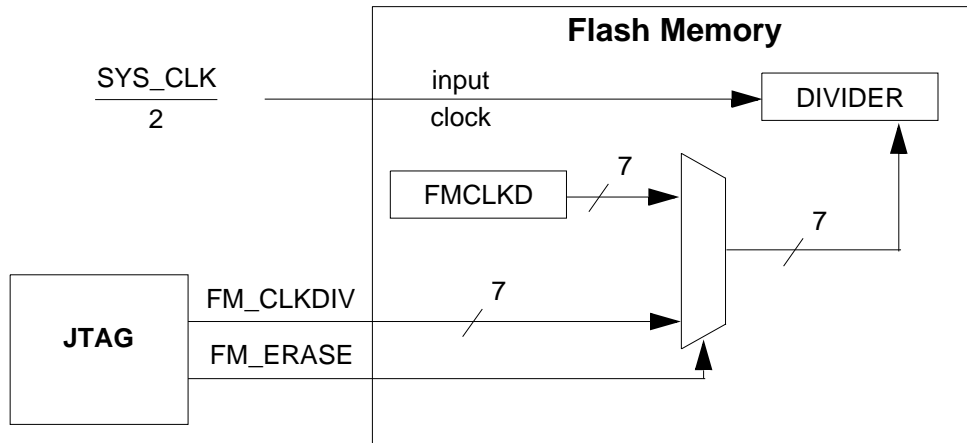 Flash Memory
SYS_CLK
2
input
clock
DIVIDER
FMCLKD
7
7
JTAG
FM_CLKDIV
7
FM_ERASE